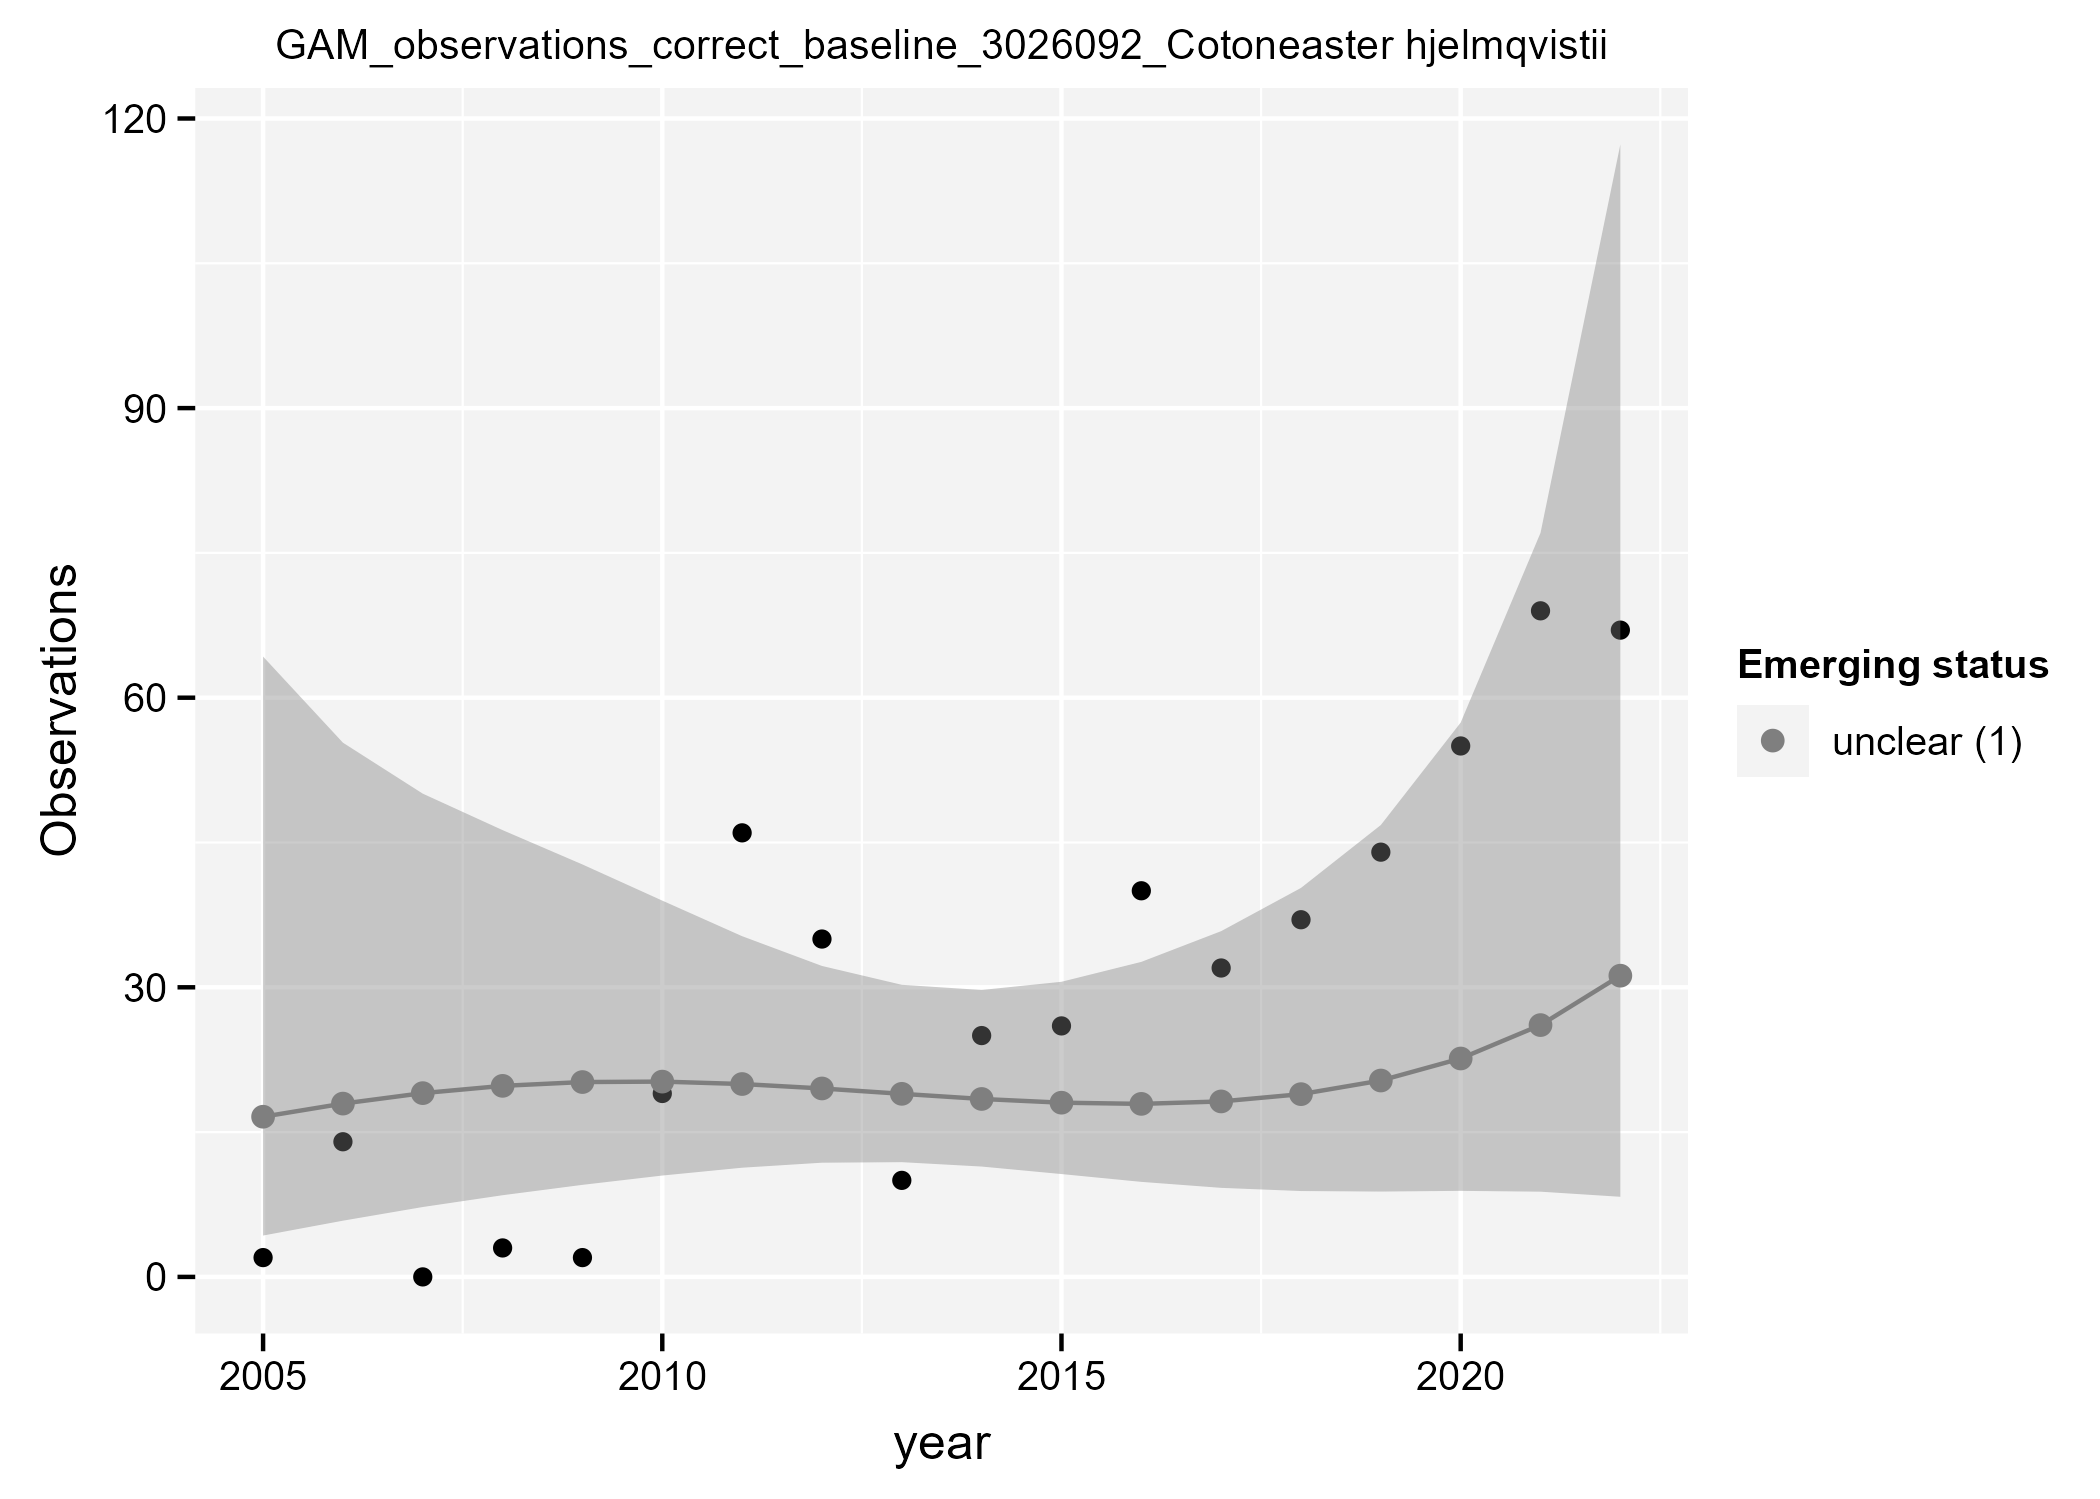 GAM_observations_correct_baseline_3026092_Cotoneaster hjelmqvistii
120
90
60
30
0
Observations
2005
2010
2015
2020
year
Emerging status
unclear (1)